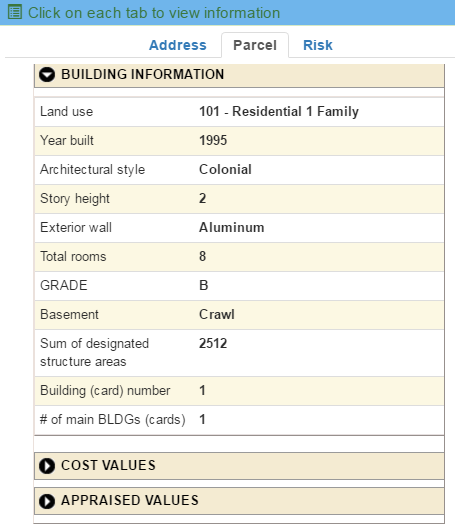 Click on each tab to view information
Address Parcel Risk
BUILDING INFORMATION
Land use 101 - Residential 1 Family
Year built 1995
Architectural style Colonial
Story height 2
Exterior wall Aluminum
Total rooms 8
GRADE B
Basement Crawl
Sum of designated 2512
structure areas
Building (card) number 1
# of main BLDGs (cards) 1
COST VALUES
APPRAISED VALUES